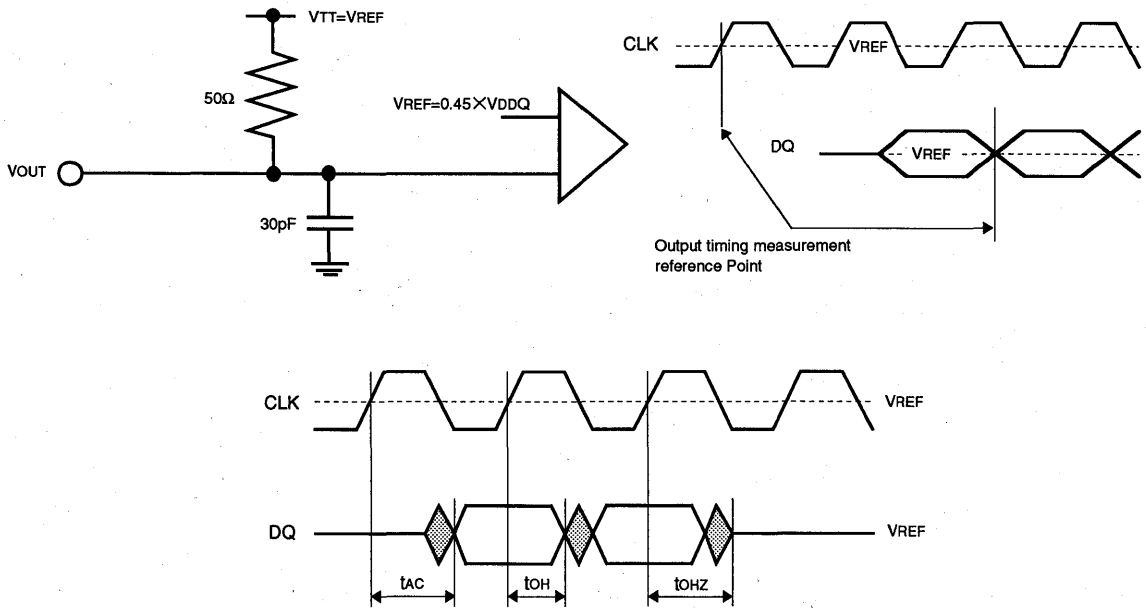 VTT=VREF
50Ω
VREF=0.45×VDDQ
VOUT
30pF
CLK
VREF
DQ
VREF
Output timing measurement
reference Point
CLK
VREF
DQ
VREF
tAC
tOH
tOHZ